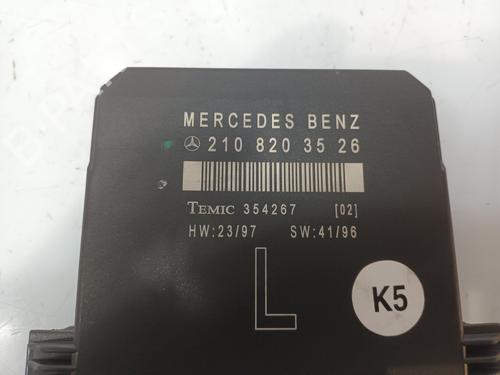 MERCEDES BENZ
210 820 35 26
TEMIC 354267 [02]
HW:23/97 SW:41/96
L
K5